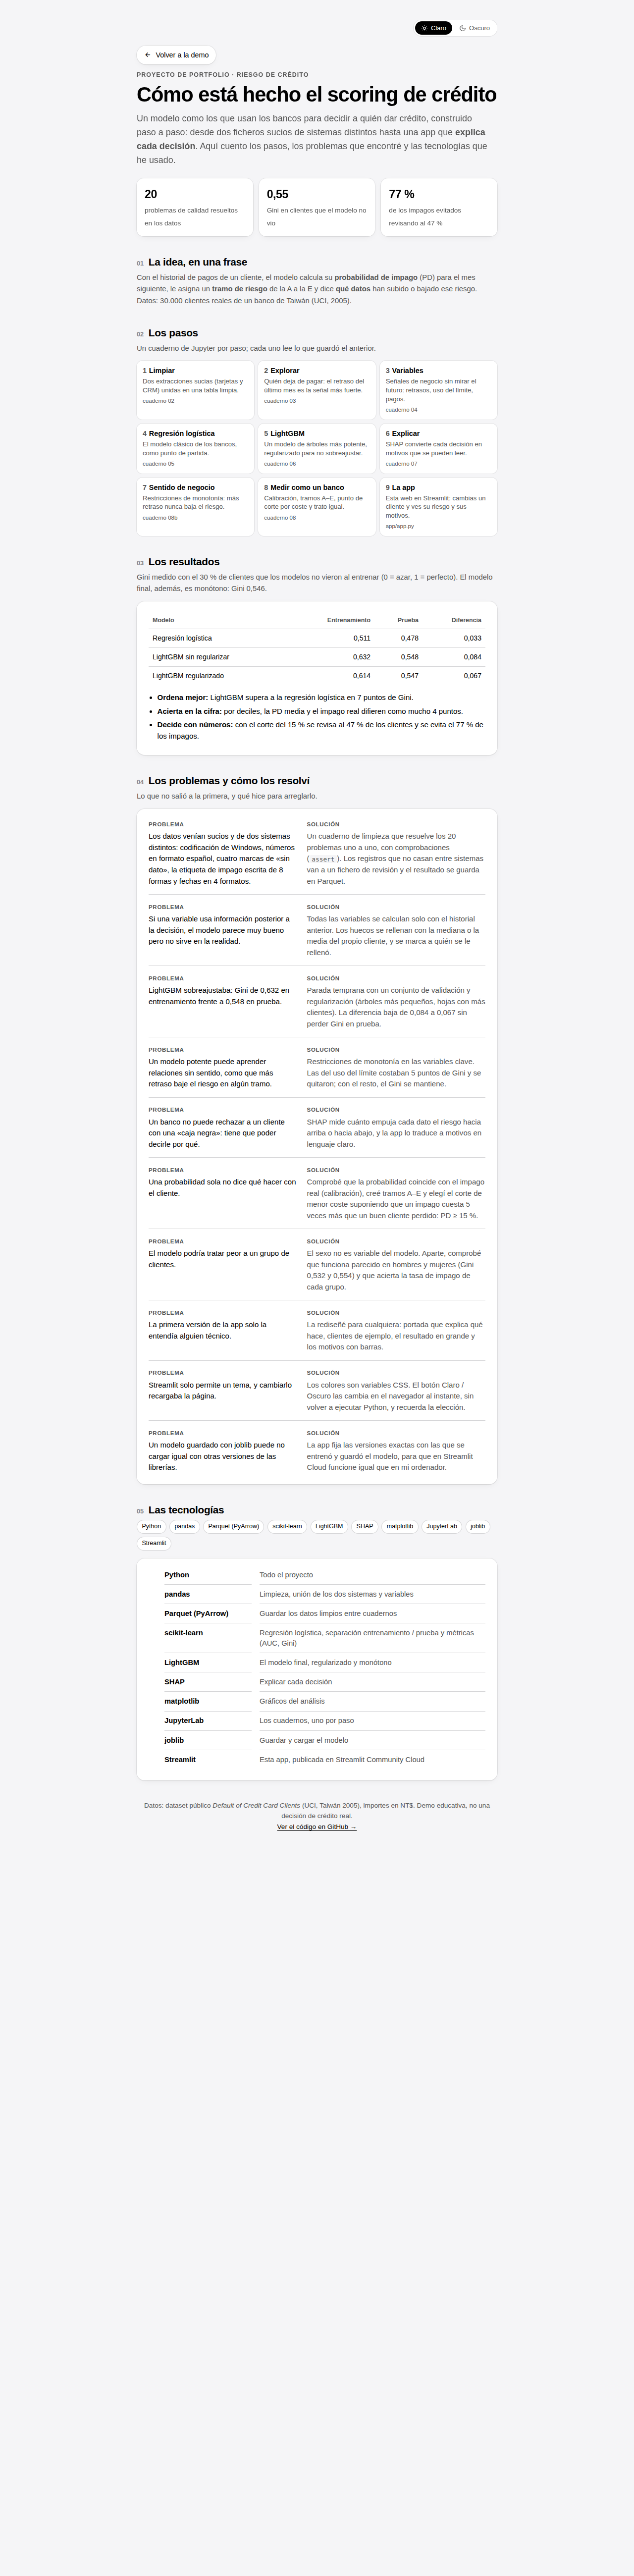 Claro
Oscuro
Volver a la demo
PROYECTO DE PORTFOLIO · RIESGO DE CRÉDITO
Cómo está hecho el scoring de crédito
Un modelo como los que usan los bancos para decidir a quién dar crédito, construido
paso a paso: desde dos ficheros sucios de sistemas distintos hasta una app que explica
cada decisión. Aquí cuento los pasos, los problemas que encontré y las tecnologías que
he usado.
20
problemas de calidad resueltos
en los datos
0,55
Gini en clientes que el modelo no
vio
77 %
de los impagos evitados
revisando al 47 %
01 La idea, en una frase
Con el historial de pagos de un cliente, el modelo calcula su probabilidad de impago (PD) para el mes
siguiente, le asigna un tramo de riesgo de la A a la E y dice qué datos han subido o bajado ese riesgo.
Datos: 30.000 clientes reales de un banco de Taiwán (UCI, 2005).
02 Los pasos
Un cuaderno de Jupyter por paso; cada uno lee lo que guardó el anterior.
1 Limpiar
Dos extracciones sucias (tarjetas y
CRM) unidas en una tabla limpia.
cuaderno 02
2 Explorar
Quién deja de pagar: el retraso del
último mes es la señal más fuerte.
cuaderno 03
3 Variables
Señales de negocio sin mirar el
futuro: retrasos, uso del límite,
pagos.
cuaderno 04
4 Regresión logística
El modelo clásico de los bancos,
como punto de partida.
cuaderno 05
5 LightGBM
Un modelo de árboles más potente,
regularizado para no sobreajustar.
cuaderno 06
6 Explicar
SHAP convierte cada decisión en
motivos que se pueden leer.
cuaderno 07
7 Sentido de negocio
Restricciones de monotonía: más
retraso nunca baja el riesgo.
cuaderno 08b
8 Medir como un banco
Calibración, tramos A–E, punto de
corte por coste y trato igual.
cuaderno 08
9 La app
Esta web en Streamlit: cambias un
cliente y ves su riesgo y sus
motivos.
app/app.py
03 Los resultados
Gini medido con el 30 % de clientes que los modelos no vieron al entrenar (0 = azar, 1 = perfecto). El modelo
final, además, es monótono: Gini 0,546.
Modelo Entrenamiento Prueba Diferencia
Regresión logística 0,511 0,478 0,033
LightGBM sin regularizar 0,632 0,548 0,084
LightGBM regularizado 0,614 0,547 0,067
• Ordena mejor: LightGBM supera a la regresión logística en 7 puntos de Gini.
• Acierta en la cifra: por deciles, la PD media y el impago real difieren como mucho 4 puntos.
• Decide con números: con el corte del 15 % se revisa al 47 % de los clientes y se evita el 77 % de
los impagos.
04 Los problemas y cómo los resolví
Lo que no salió a la primera, y qué hice para arreglarlo.
PROBLEMA
Los datos venían sucios y de dos sistemas
distintos: codificación de Windows, números
en formato español, cuatro marcas de «sin
dato», la etiqueta de impago escrita de 8
formas y fechas en 4 formatos.
SOLUCIÓN
Un cuaderno de limpieza que resuelve los 20
problemas uno a uno, con comprobaciones
( assert ). Los registros que no casan entre sistemas
van a un fichero de revisión y el resultado se guarda
en Parquet.
PROBLEMA
Si una variable usa información posterior a
la decisión, el modelo parece muy bueno
pero no sirve en la realidad.
SOLUCIÓN
Todas las variables se calculan solo con el historial
anterior. Los huecos se rellenan con la mediana o la
media del propio cliente, y se marca a quién se le
rellenó.
PROBLEMA
LightGBM sobreajustaba: Gini de 0,632 en
entrenamiento frente a 0,548 en prueba.
SOLUCIÓN
Parada temprana con un conjunto de validación y
regularización (árboles más pequeños, hojas con más
clientes). La diferencia baja de 0,084 a 0,067 sin
perder Gini en prueba.
PROBLEMA
Un modelo potente puede aprender
relaciones sin sentido, como que más
retraso baje el riesgo en algún tramo.
SOLUCIÓN
Restricciones de monotonía en las variables clave.
Las del uso del límite costaban 5 puntos de Gini y se
quitaron; con el resto, el Gini se mantiene.
PROBLEMA
Un banco no puede rechazar a un cliente
con una «caja negra»: tiene que poder
decirle por qué.
SOLUCIÓN
SHAP mide cuánto empuja cada dato el riesgo hacia
arriba o hacia abajo, y la app lo traduce a motivos en
lenguaje claro.
PROBLEMA
Una probabilidad sola no dice qué hacer con
el cliente.
SOLUCIÓN
Comprobé que la probabilidad coincide con el impago
real (calibración), creé tramos A–E y elegí el corte de
menor coste suponiendo que un impago cuesta 5
veces más que un buen cliente perdido: PD ≥ 15 %.
PROBLEMA
El modelo podría tratar peor a un grupo de
clientes.
SOLUCIÓN
El sexo no es variable del modelo. Aparte, comprobé
que funciona parecido en hombres y mujeres (Gini
0,532 y 0,554) y que acierta la tasa de impago de
cada grupo.
PROBLEMA
La primera versión de la app solo la
entendía alguien técnico.
SOLUCIÓN
La rediseñé para cualquiera: portada que explica qué
hace, clientes de ejemplo, el resultado en grande y
los motivos con barras.
PROBLEMA
Streamlit solo permite un tema, y cambiarlo
recargaba la página.
SOLUCIÓN
Los colores son variables CSS. El botón Claro /
Oscuro las cambia en el navegador al instante, sin
volver a ejecutar Python, y recuerda la elección.
PROBLEMA
Un modelo guardado con joblib puede no
cargar igual con otras versiones de las
librerías.
SOLUCIÓN
La app fija las versiones exactas con las que se
entrenó y guardó el modelo, para que en Streamlit
Cloud funcione igual que en mi ordenador.
05 Las tecnologías
Python pandas Parquet (PyArrow) scikit-learn LightGBM SHAP matplotlib JupyterLab joblib
Streamlit
Python Todo el proyecto
pandas Limpieza, unión de los dos sistemas y variables
Parquet (PyArrow) Guardar los datos limpios entre cuadernos
scikit-learn Regresión logística, separación entrenamiento / prueba y métricas
(AUC, Gini)
LightGBM El modelo final, regularizado y monótono
SHAP Explicar cada decisión
matplotlib Gráficos del análisis
JupyterLab Los cuadernos, uno por paso
joblib Guardar y cargar el modelo
Streamlit Esta app, publicada en Streamlit Community Cloud
Datos: dataset público Default of Credit Card Clients (UCI, Taiwán 2005), importes en NT$. Demo educativa, no una
decisión de crédito real.
Ver el código en GitHub →